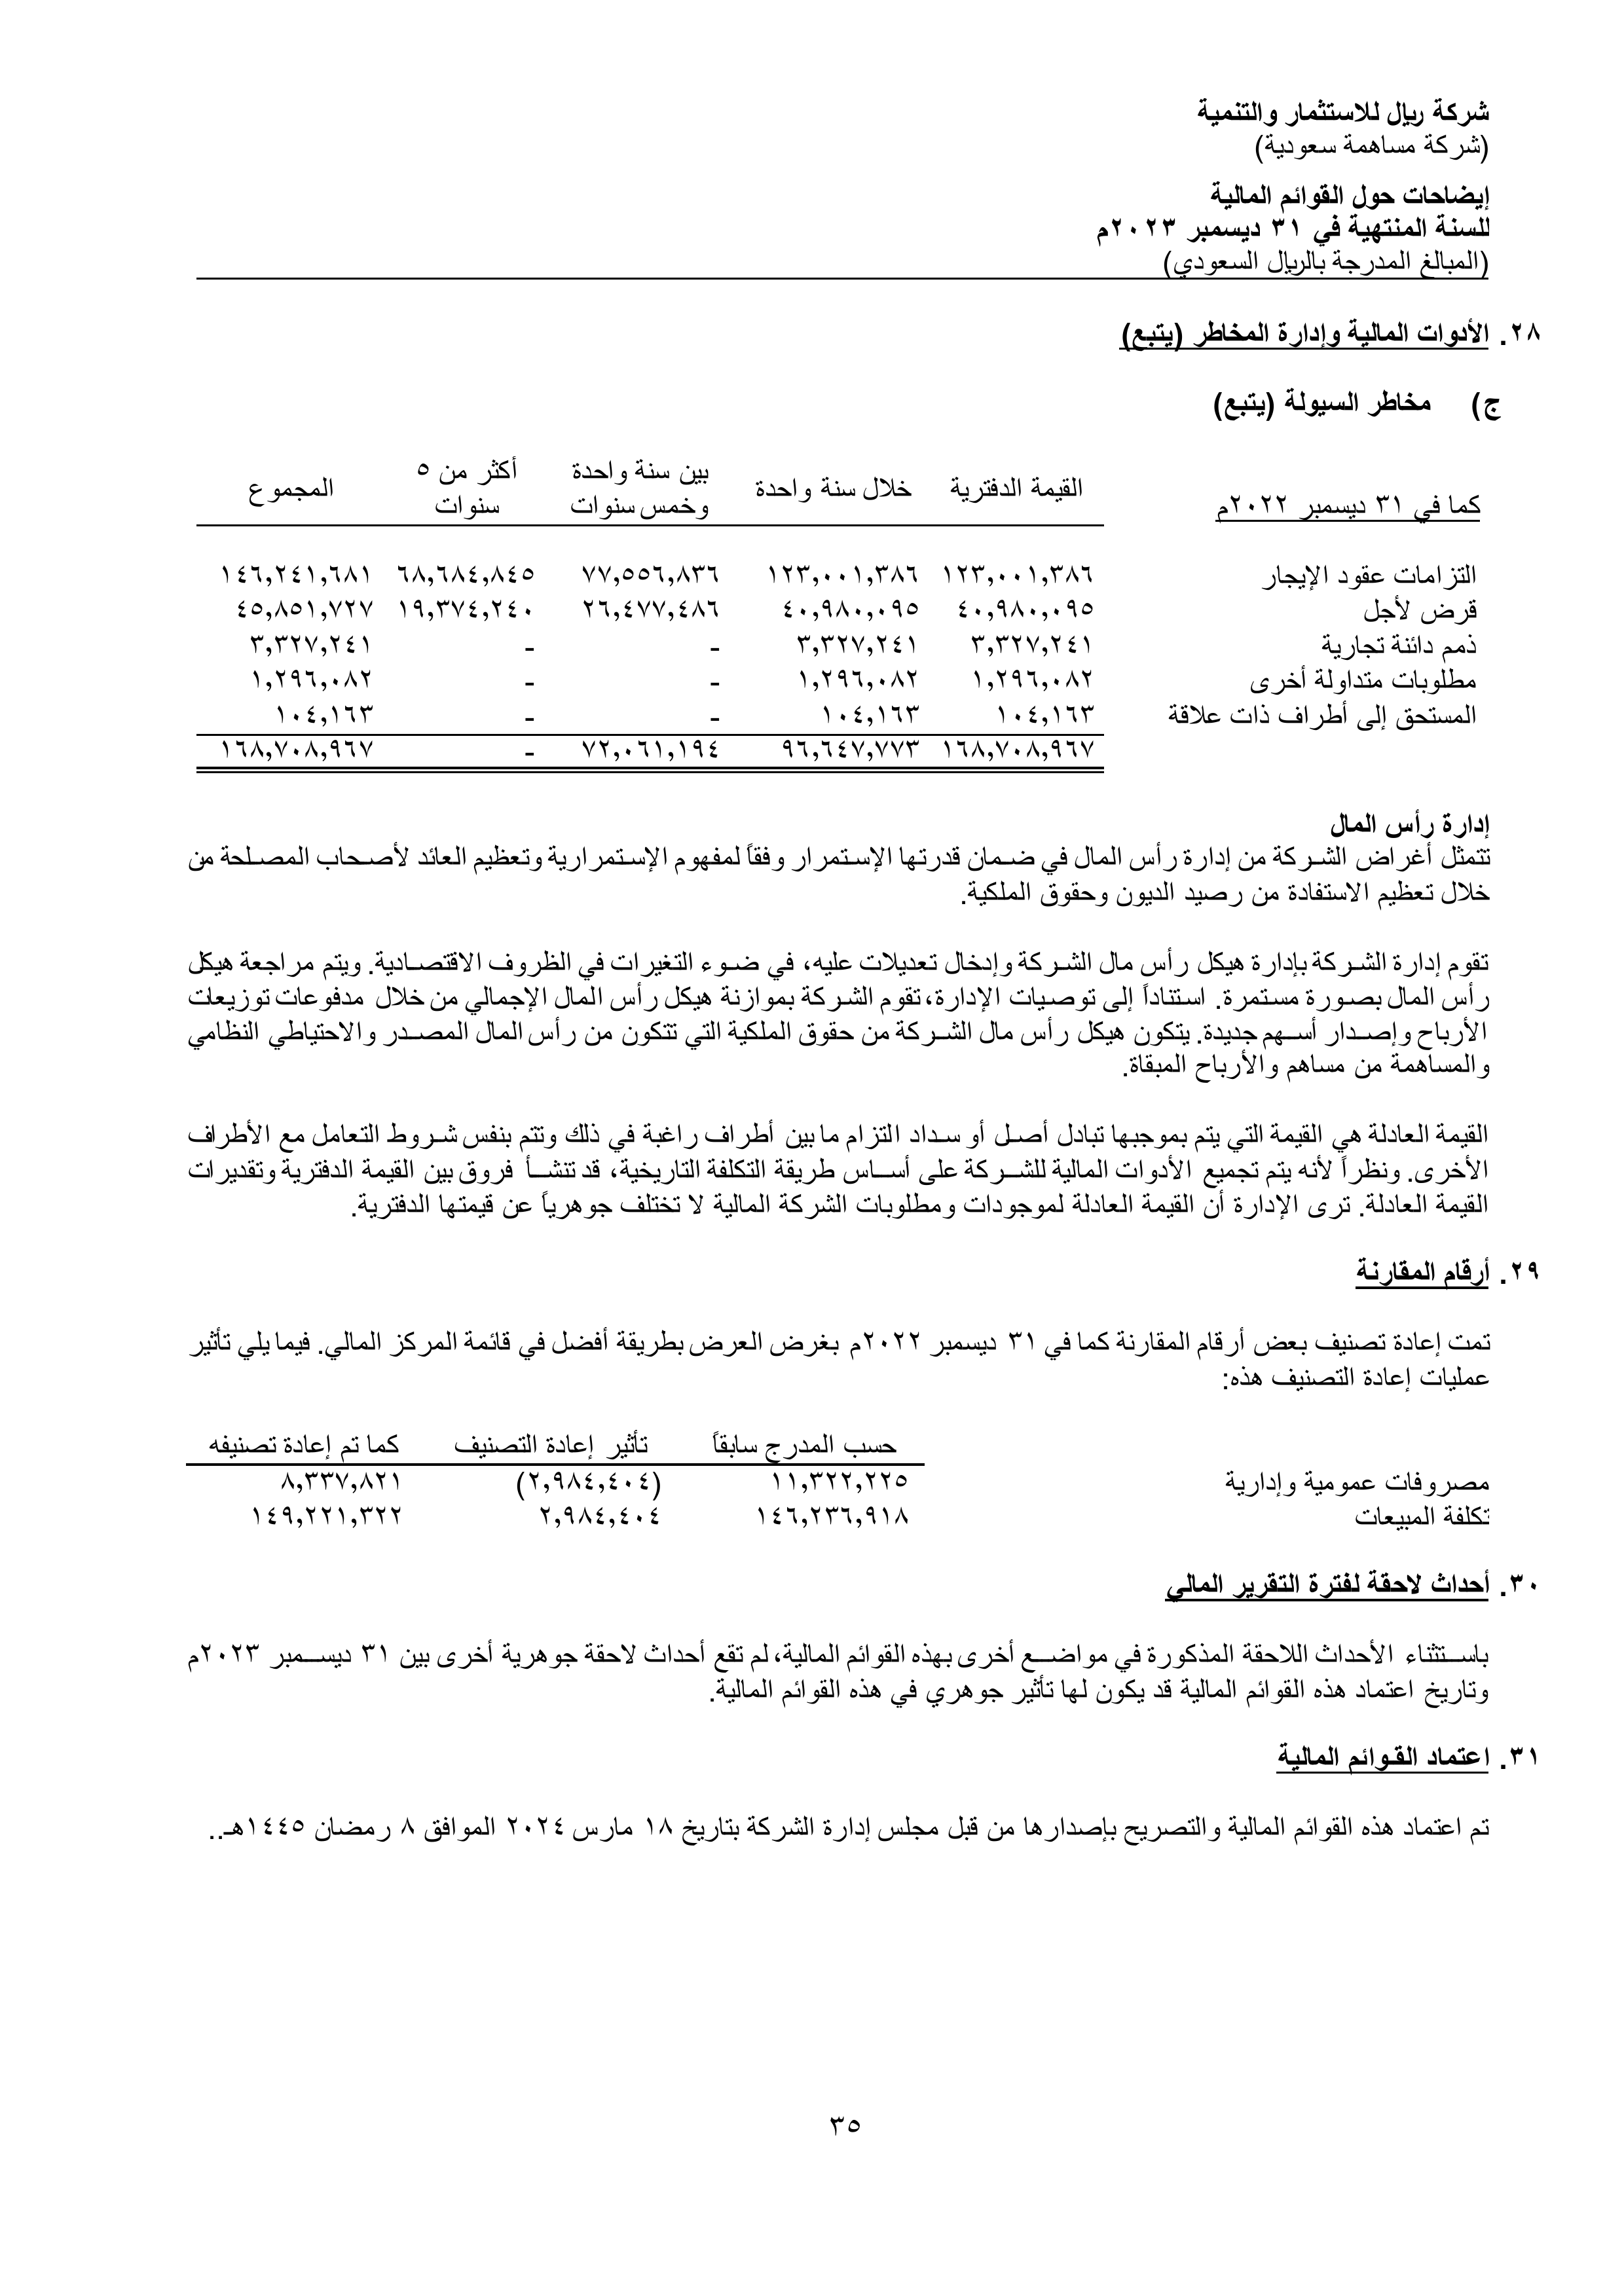 شركة ريال للاستثمار والتنمية
(شركة مساهمة سعودية)
إيضاحات حول القوائم المالية
للسنة المنتهية في ٣١ ديسمبر ٢٠٢٣م
(المبالغ المدرجة بالريال السعودي)
٢٨. الأدوات المالية وإدارة المخاطر (يتبع)
ج) مخاطر السيولة (يتبع)
كما في ٣١ ديسمبر ٢٠٢٢م القيمة الدفترية خلال سنة واحدة بين سنة واحدة وخمس سنوات أكثر من ٥ سنوات المجموع
التزامات عقود الإيجار ١٢٣,٠٠١,٣٨٦ ١٢٣,٠٠١,٣٨٦ ٧٧,٥٥٦,٨٣٦ ٦٨,٦٨٤,٨٤٥ ١٤٦,٢٤١,٦٨١
قرض لأجل ٤٠,٩٨٠,٠٩٥ ٤٠,٩٨٠,٠٩٥ ٢٦,٤٧٧,٤٨٦ ١٩,٣٧٤,٢٤٠ ٤٥,٨٥١,٧٢٧
ذمم دائنة تجارية ٣,٣٢٧,٢٤١ ٣,٣٢٧,٢٤١ - - ٣,٣٢٧,٢٤١
مطلوبات متداولة أخرى ١,٢٩٦,٠٨٢ ١,٢٩٦,٠٨٢ - - ١,٢٩٦,٠٨٢
المستحق إلى أطراف ذات علاقة ١٠٤,١٦٣ ١٠٤,١٦٣ - - ١٠٤,١٦٣
١٦٨,٧٠٨,٩٦٧ ٩٦,٦٤٧,٧٧٣ ٧٢,٠٦١,١٩٤ - ١٦٨,٧٠٨,٩٦٧
إدارة رأس المال
تتمثل أغراض الشركة من إدارة رأس المال في ضمان قدرتها الإستمرار وفقاً لمفهوم الإستمرارية وتعظيم العائد لأصحاب المصلحة من
خلال تعظيم الاستفادة من رصيد الديون وحقوق الملكية.
تقوم إدارة الشركة بإدارة هيكل رأس مال الشركة وإدخال تعديلات عليه، في ضوء التغيرات في الظروف الاقتصادية. ويتم مراجعة هيكل
رأس المال بصورة مستمرة. استناداً إلى توصيات الإدارة، تقوم الشركة بموازنة هيكل رأس المال الإجمالي من خلال مدفوعات توزيعات
الأرباح وإصدار أسهم جديدة. يتكون هيكل رأس مال الشركة من حقوق الملكية التي تتكون من رأس المال المصدر والاحتياطي النظامي
والمساهمة من مساهم والأرباح المبقاة.
القيمة العادلة هي القيمة التي يتم بموجبها تبادل أصل أو سداد التزام ما بين أطراف راغبة في ذلك وتتم بنفس شروط التعامل مع الأطراف
الأخرى. ونظراً لأنه يتم تجميع الأدوات المالية للشركة على أساس طريقة التكلفة التاريخية، قد تنشأ فروق بين القيمة الدفترية وتقديرات
القيمة العادلة. ترى الإدارة أن القيمة العادلة لموجودات ومطلوبات الشركة المالية لا تختلف جوهرياً عن قيمتها الدفترية.
٢٩. أرقام المقارنة
تمت إعادة تصنيف بعض أرقام المقارنة كما في ٣١ ديسمبر ٢٠٢٢م بغرض العرض بطريقة أفضل في قائمة المركز المالي. فيما يلي تأثير
عمليات إعادة التصنيف هذه:
حسب المدرج سابقاً تأثير إعادة التصنيف كما تم إعادة تصنيفه
مصروفات عمومية وإدارية ١١,٣٢٢,٢٢٥ (٢,٩٨٤,٤٠٤) ٨,٣٣٧,٨٢١
تكلفة المبيعات ١٤٦,٢٣٦,٩١٨ ٢,٩٨٤,٤٠٤ ١٤٩,٢٢١,٣٢٢
٣٠. أحداث لاحقة لفترة التقرير المالي
باستثناء الأحداث اللاحقة المذكورة في مواضع أخرى بهذه القوائم المالية، لم تقع أحداث لاحقة جوهرية أخرى بين ٣١ ديسمبر ٢٠٢٣م
وتاريخ اعتماد هذه القوائم المالية قد يكون لها تأثير جوهري في هذه القوائم المالية.
٣١. اعتماد القوائم المالية
تم اعتماد هذه القوائم المالية والتصريح بإصدارها من قبل مجلس إدارة الشركة بتاريخ ١٨ مارس ٢٠٢٤ الموافق ٨ رمضان ١٤٤٥هـ..
٣٥